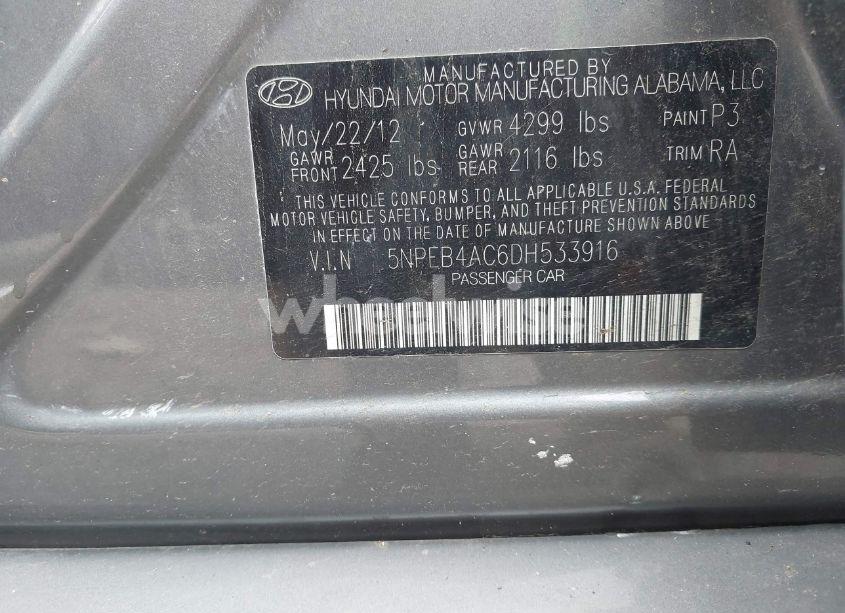 MANUFACTURED BY
HYUNDAI MOTOR MANUFACTURING ALABAMA, LLC
May/22/12 GVWR 4299 lbs PAINT P3
GAWR FRONT 2425 lbs GAWR REAR 2116 lbs TRIM RA
THIS VEHICLE CONFORMS TO ALL APPLICABLE U.S.A. FEDERAL
MOTOR VEHICLE SAFETY, BUMPER, AND THEFT PREVENTION STANDARDS
IN EFFECT ON THE DATE OF MANUFACTURE SHOWN ABOVE
V.I.N 5NPEB4AC6DH533916
PASSENGER CAR
wheelwise